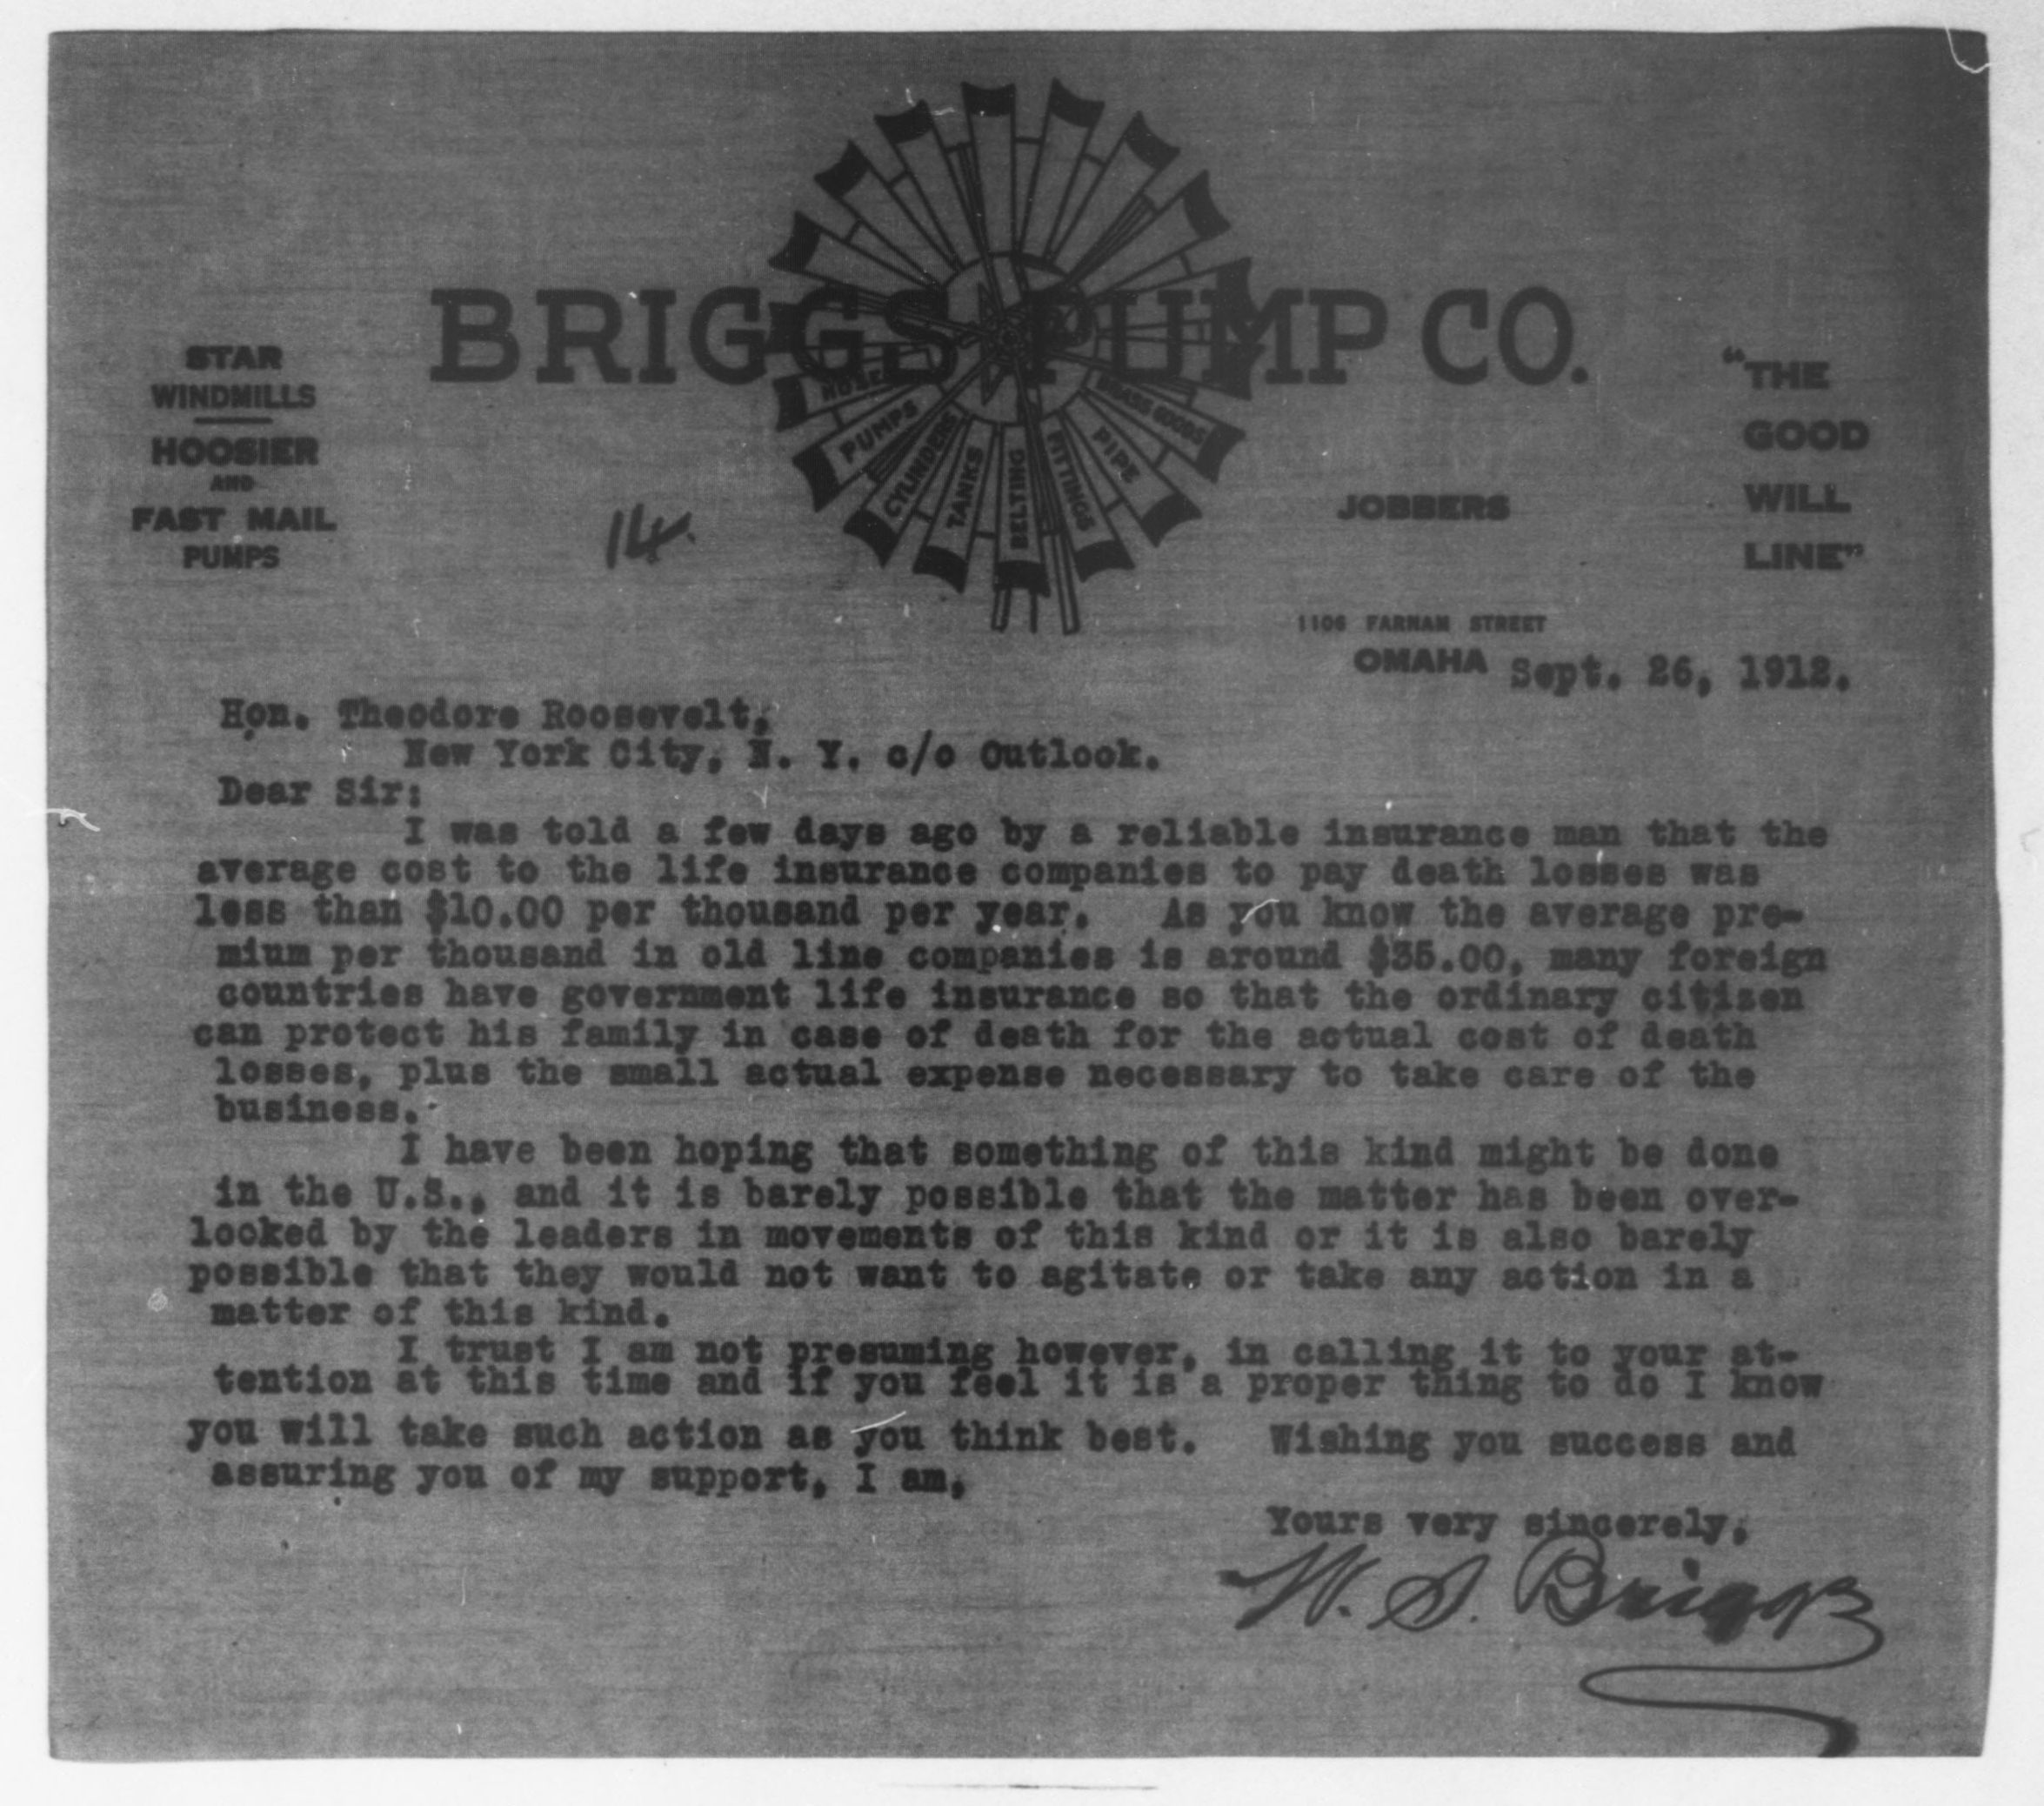 BRIGGS PUMP CO.
STAR
WINDMILLS
HOOSIER
AND
FAST MAIL
PUMPS
14.
HOSE
PUMPS
CYLINDERS
TANKS
BELTING
FITTINGS
PIPE
BRASS GOODS
JOBBERS
"THE
GOOD
WILL
LINE"
1106 FARNAM STREET
OMAHA Sept. 26, 1912.
Hon. Theodore Roosevelt,
New York City, N. Y. c/o Outlook.
Dear Sir:
I was told a few days ago by a reliable insurance man that the
average cost to the life insurance companies to pay death losses was
less than $10.00 per thousand per year. As you know the average pre-
mium per thousand in old line companies is around $35.00, many foreign
countries have government life insurance so that the ordinary citizen
can protect his family in case of death for the actual cost of death
losses, plus the small actual expense necessary to take care of the
business.
I have been hoping that something of this kind might be done
in the U.S., and it is barely possible that the matter has been over-
looked by the leaders in movements of this kind or it is also barely
possible that they would not want to agitate or take any action in a
matter of this kind.
I trust I am not presuming however, in calling it to your at-
tention at this time and if you feel it is a proper thing to do I know
you will take such action as you think best. Wishing you success and
assuring you of my support, I am,
Yours very sincerely,
W. S. Briggs